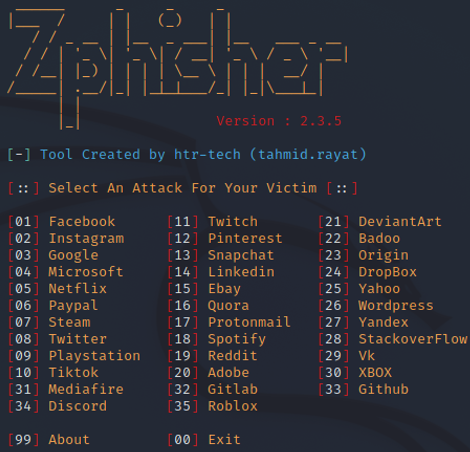 Zphisher
Version : 2.3.5
[-] Tool Created by htr-tech (tahmid.rayat)
[::] Select An Attack For Your Victim [::]
[01] Facebook [11] Twitch [21] DeviantArt
[02] Instagram [12] Pinterest [22] Badoo
[03] Google [13] Snapchat [23] Origin
[04] Microsoft [14] Linkedin [24] DropBox
[05] Netflix [15] Ebay [25] Yahoo
[06] Paypal [16] Quora [26] Wordpress
[07] Steam [17] Protonmail [27] Yandex
[08] Twitter [18] Spotify [28] StackoverFlow
[09] Playstation [19] Reddit [29] Vk
[10] Tiktok [20] Adobe [30] XBOX
[31] Mediafire [32] Gitlab [33] Github
[34] Discord [35] Roblox
[99] About [00] Exit